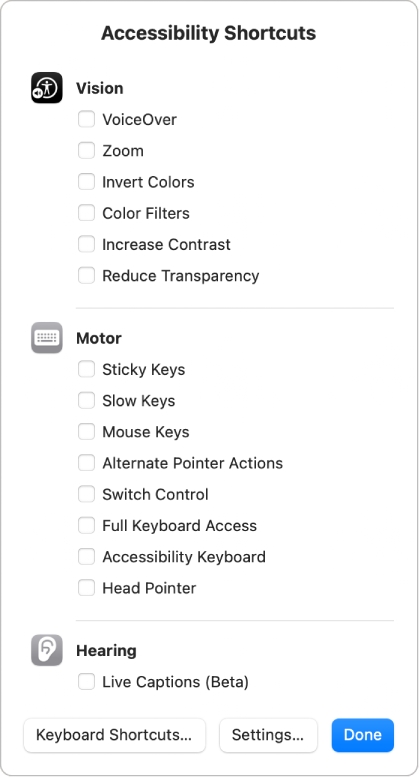 Accessibility Shortcuts
Vision
VoiceOver
Zoom
Invert Colors
Color Filters
Increase Contrast
Reduce Transparency
Motor
Sticky Keys
Slow Keys
Mouse Keys
Alternate Pointer Actions
Switch Control
Full Keyboard Access
Accessibility Keyboard
Head Pointer
Hearing
Live Captions (Beta)
Keyboard Shortcuts... Settings... Done